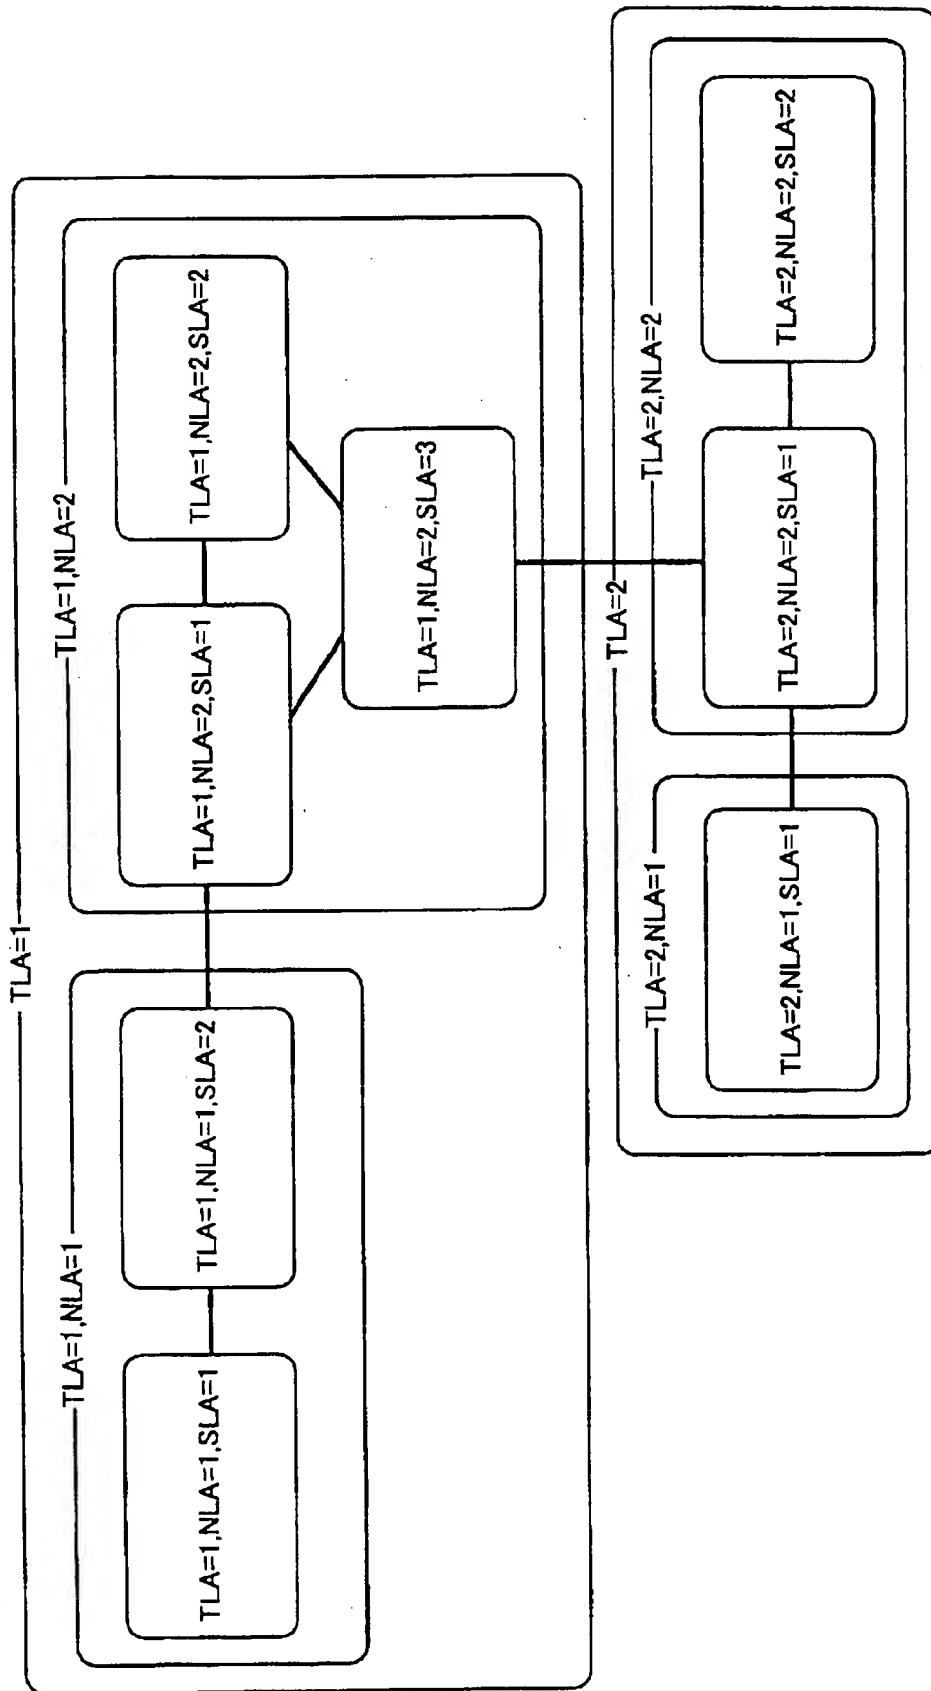 TLA=1
TLA=1,NLA=1
TLA=1,NLA=2
TLA=1,NLA=1,SLA=1
TLA=1,NLA=1,SLA=2
TLA=1,NLA=2,SLA=1
TLA=1,NLA=2,SLA=2
TLA=1,NLA=2,SLA=3
TLA=2
TLA=2,NLA=1
TLA=2,NLA=2
TLA=2,NLA=1,SLA=1
TLA=2,NLA=2,SLA=1
TLA=2,NLA=2,SLA=2